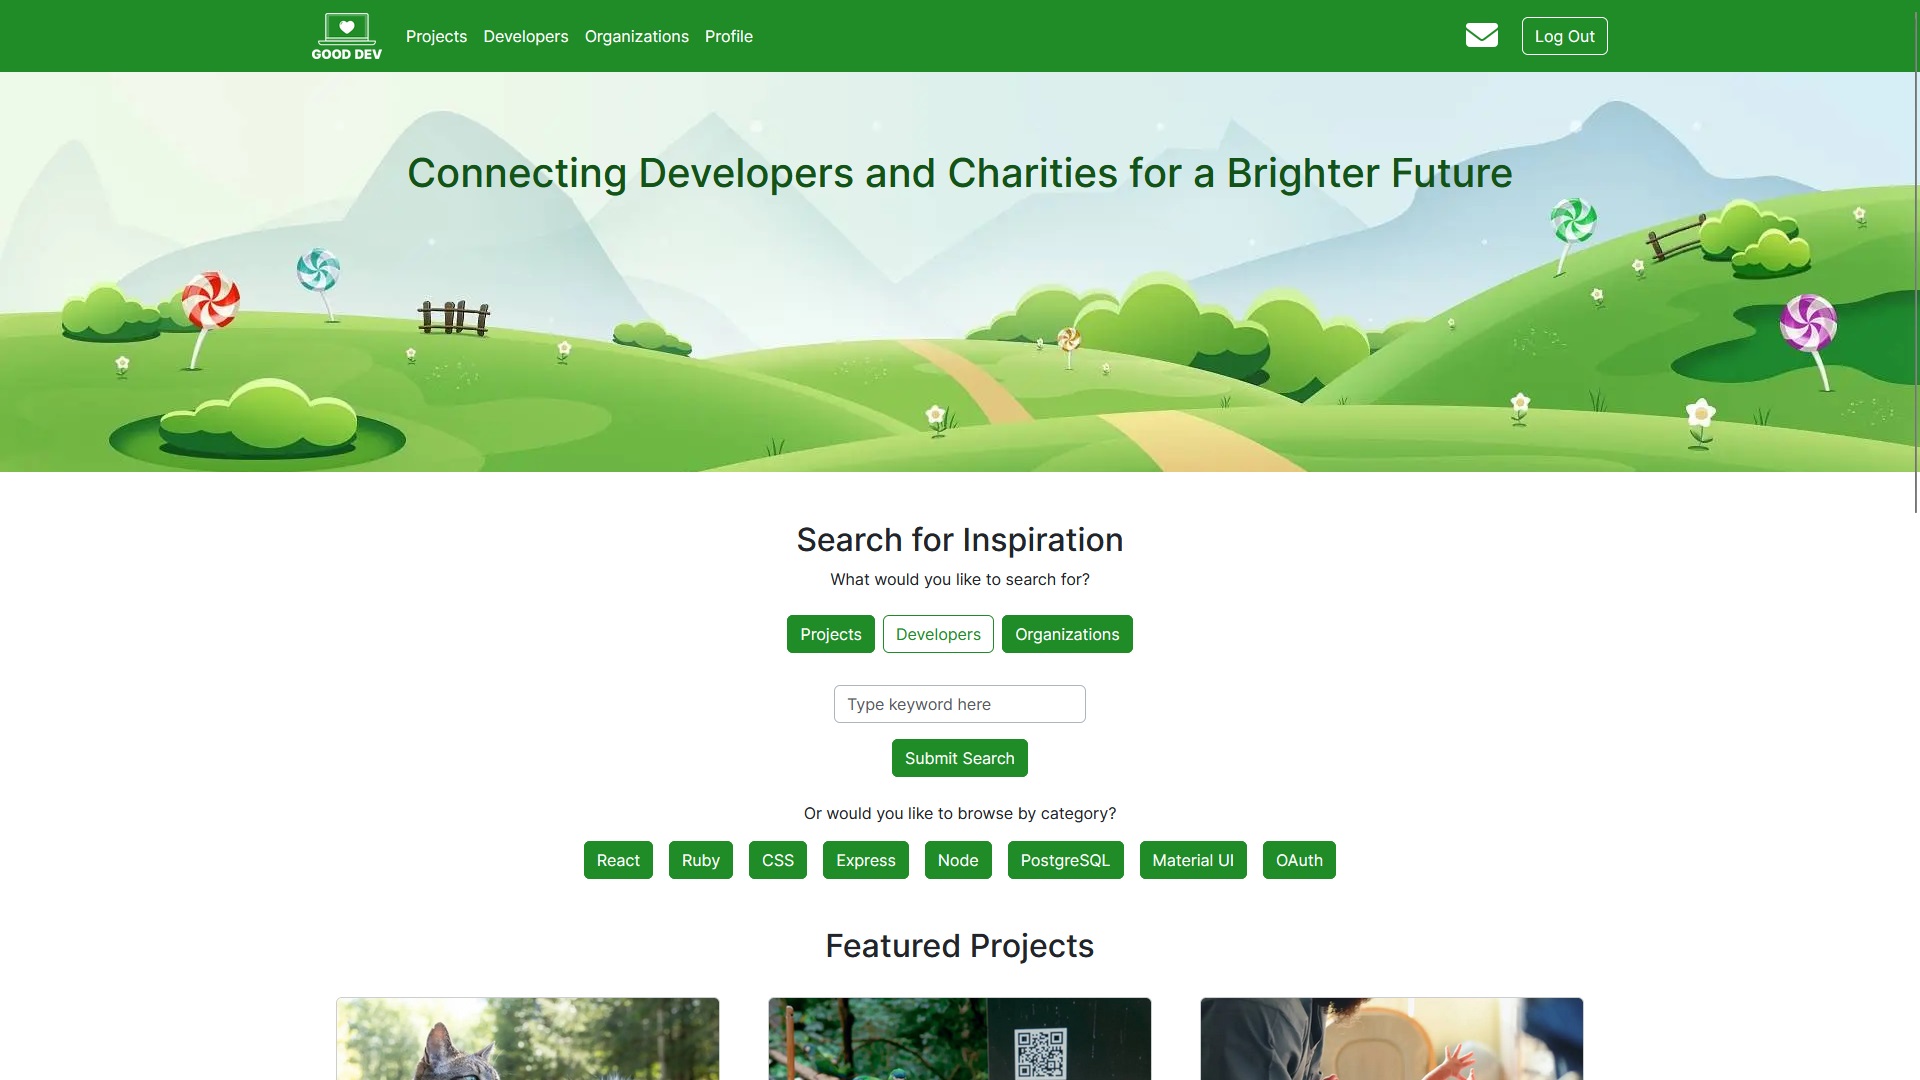 GOOD DEV
Projects Developers Organizations Profile
Log Out
Connecting Developers and Charities for a Brighter Future
Search for Inspiration
What would you like to search for?
Projects Developers Organizations
Type keyword here
Submit Search
Or would you like to browse by category?
React Ruby CSS Express Node PostgreSQL Material UI OAuth
Featured Projects